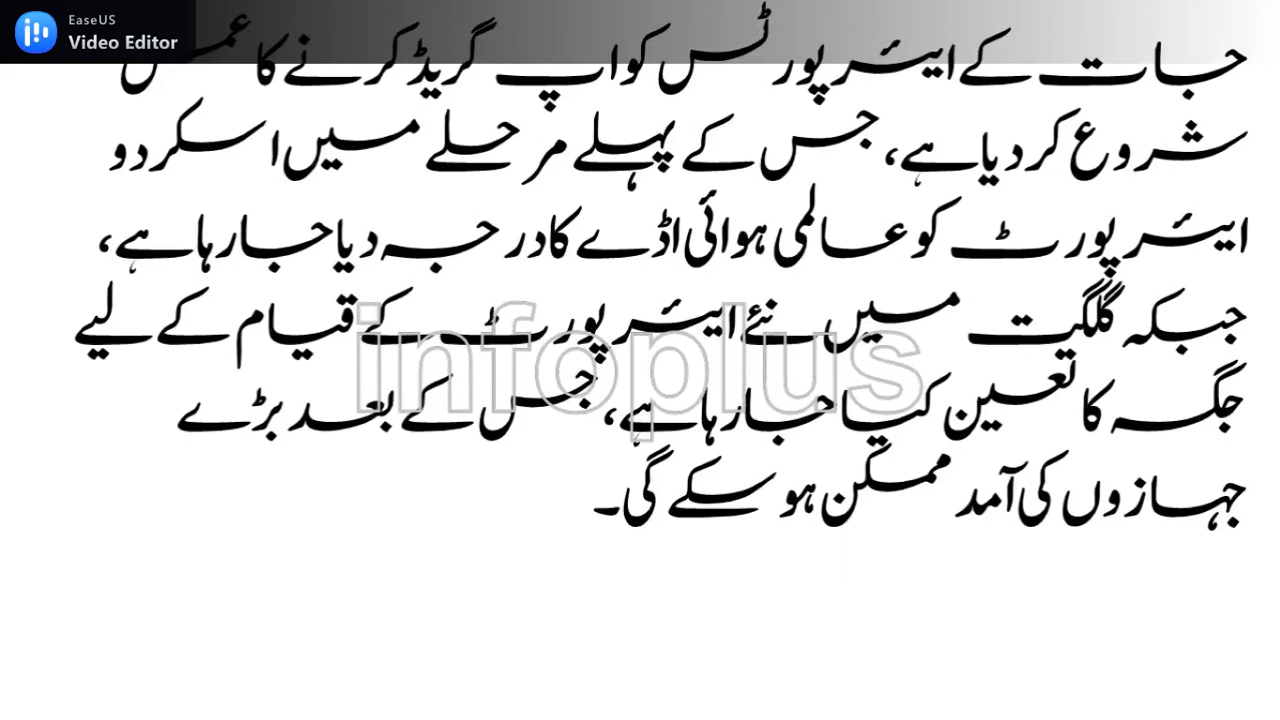 EaseUS
Video Editor
جات کے ایئرپورٹس کو اپ گریڈ کرنے کا عمل
شروع کر دیا ہے، جس کے پہلے مرحلے میں اسکردو
ایئرپورٹ کو عالمی ہوائی اڈے کا درجہ دیا جا رہا ہے،
جبکہ گلگت میں نئے ایئرپورٹ کے قیام کے لیے
infoplus
جگہ کا تعین کیا جا رہا ہے، جس کے بعد بڑے
جہازوں کی آمد ممکن ہو سکے گی۔